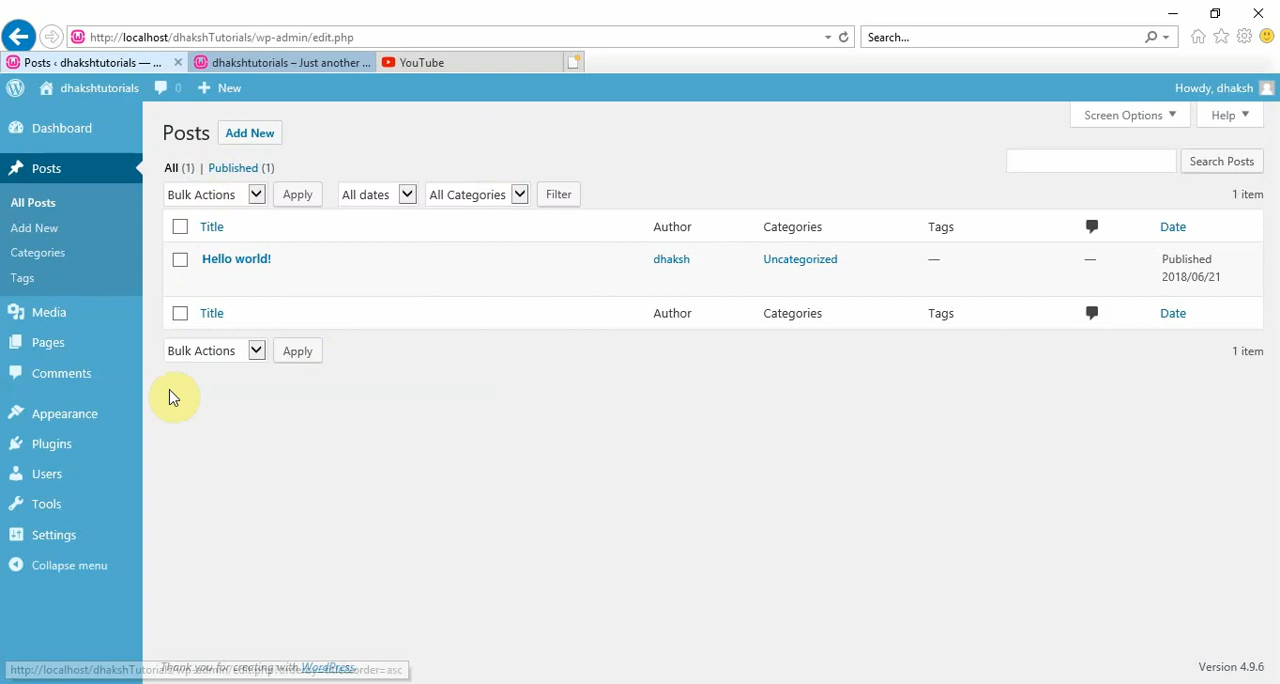 http://localhost/dhakshTutorials/wp-admin/edit.php
Search...
Posts ‹ dhakshtutorials — ...
dhakshtutorials – Just another ...
YouTube
dhakshtutorials
0
New
Howdy, dhaksh
Dashboard
Posts
All Posts
Add New
Categories
Tags
Media
Pages
Comments
Appearance
Plugins
Users
Tools
Settings
Collapse menu
Screen Options
Help
Posts
Add New
All (1) | Published (1)
Search Posts
Bulk Actions
Apply
All dates
All Categories
Filter
1 item
Title Author Categories Tags Date
Hello world! dhaksh Uncategorized — — Published
2018/06/21
Title Author Categories Tags Date
Bulk Actions
Apply
1 item
Thank you for creating with WordPress.
http://localhost/dhakshTutorials/wp-admin/edit.php?orderby=title&order=asc
Version 4.9.6